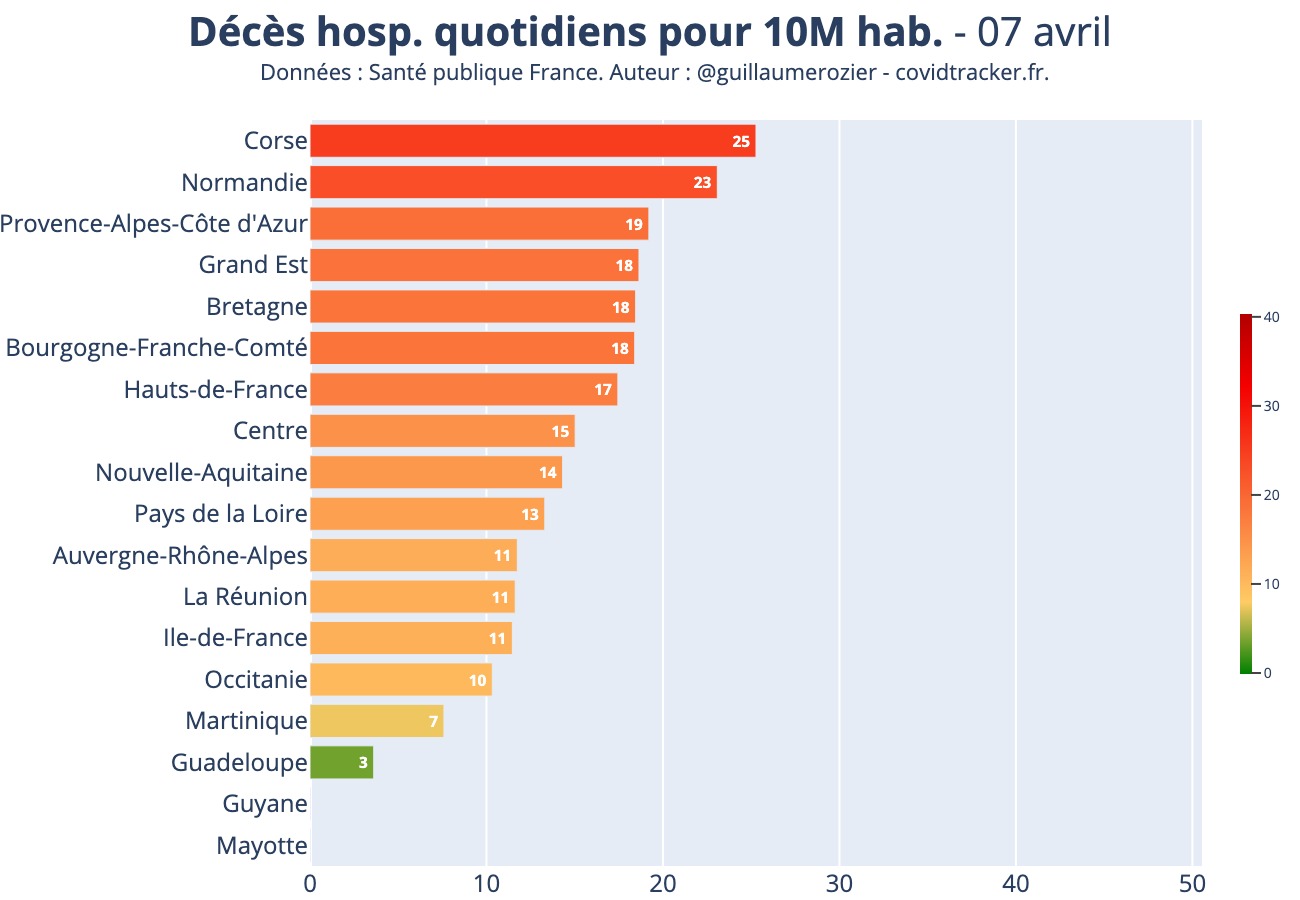 Décès hosp. quotidiens pour 10M hab. - 07 avril
Données : Santé publique France. Auteur : @guillaumerozier - covidtracker.fr.
Corse 25
Normandie 23
Provence-Alpes-Côte d'Azur 19
Grand Est 18
Bretagne 18
Bourgogne-Franche-Comté 18
Hauts-de-France 17
Centre 15
Nouvelle-Aquitaine 14
Pays de la Loire 13
Auvergne-Rhône-Alpes 11
La Réunion 11
Ile-de-France 11
Occitanie 10
Martinique 7
Guadeloupe 3
Guyane
Mayotte
0 10 20 30 40 50
40
30
20
10
0